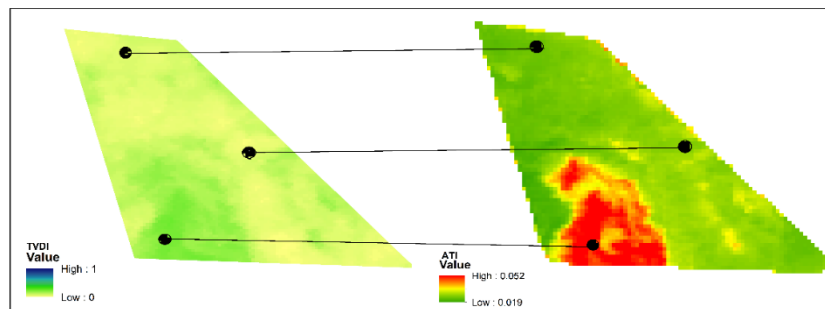 TVDI
Value
High : 1
Low : 0
ATI
Value
High : 0.052
Low : 0.019